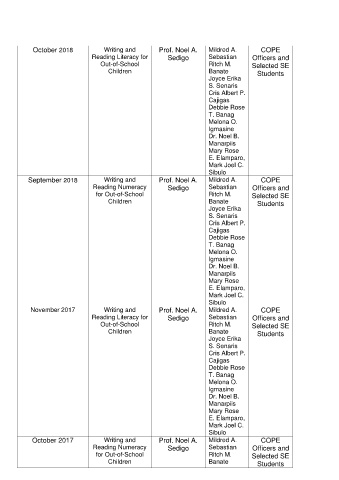 October 2018
Writing and
Reading Literacy for
Out-of-School
Children
Prof. Noel A.
Sedigo
Mildred A.
Sebastian
Ritch M.
Banate
Joyce Erika
S. Senaris
Cris Albert P.
Cajigas
Debbie Rose
T. Banag
Melona O.
Igmasine
Dr. Noel B.
Manarpiis
Mary Rose
E. Elamparo,
Mark Joel C.
Sibulo
COPE
Officers and
Selected SE
Students
September 2018
Writing and
Reading Numeracy
for Out-of-School
Children
Prof. Noel A.
Sedigo
Mildred A.
Sebastian
Ritch M.
Banate
Joyce Erika
S. Senaris
Cris Albert P.
Cajigas
Debbie Rose
T. Banag
Melona O.
Igmasine
Dr. Noel B.
Manarpiis
Mary Rose
E. Elamparo,
Mark Joel C.
Sibulo
COPE
Officers and
Selected SE
Students
November 2017
Writing and
Reading Literacy for
Out-of-School
Children
Prof. Noel A.
Sedigo
Mildred A.
Sebastian
Ritch M.
Banate
Joyce Erika
S. Senaris
Cris Albert P.
Cajigas
Debbie Rose
T. Banag
Melona O.
Igmasine
Dr. Noel B.
Manarpiis
Mary Rose
E. Elamparo,
Mark Joel C.
Sibulo
COPE
Officers and
Selected SE
Students
October 2017
Writing and
Reading Numeracy
for Out-of-School
Children
Prof. Noel A.
Sedigo
Mildred A.
Sebastian
Ritch M.
Banate
COPE
Officers and
Selected SE
Students